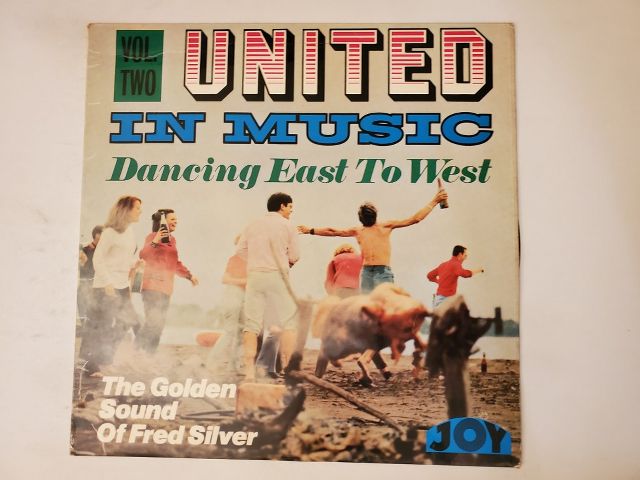 VOL.
TWO
UNITED
IN MUSIC
Dancing East To West
The Golden
Sound
Of Fred Silver
JOY